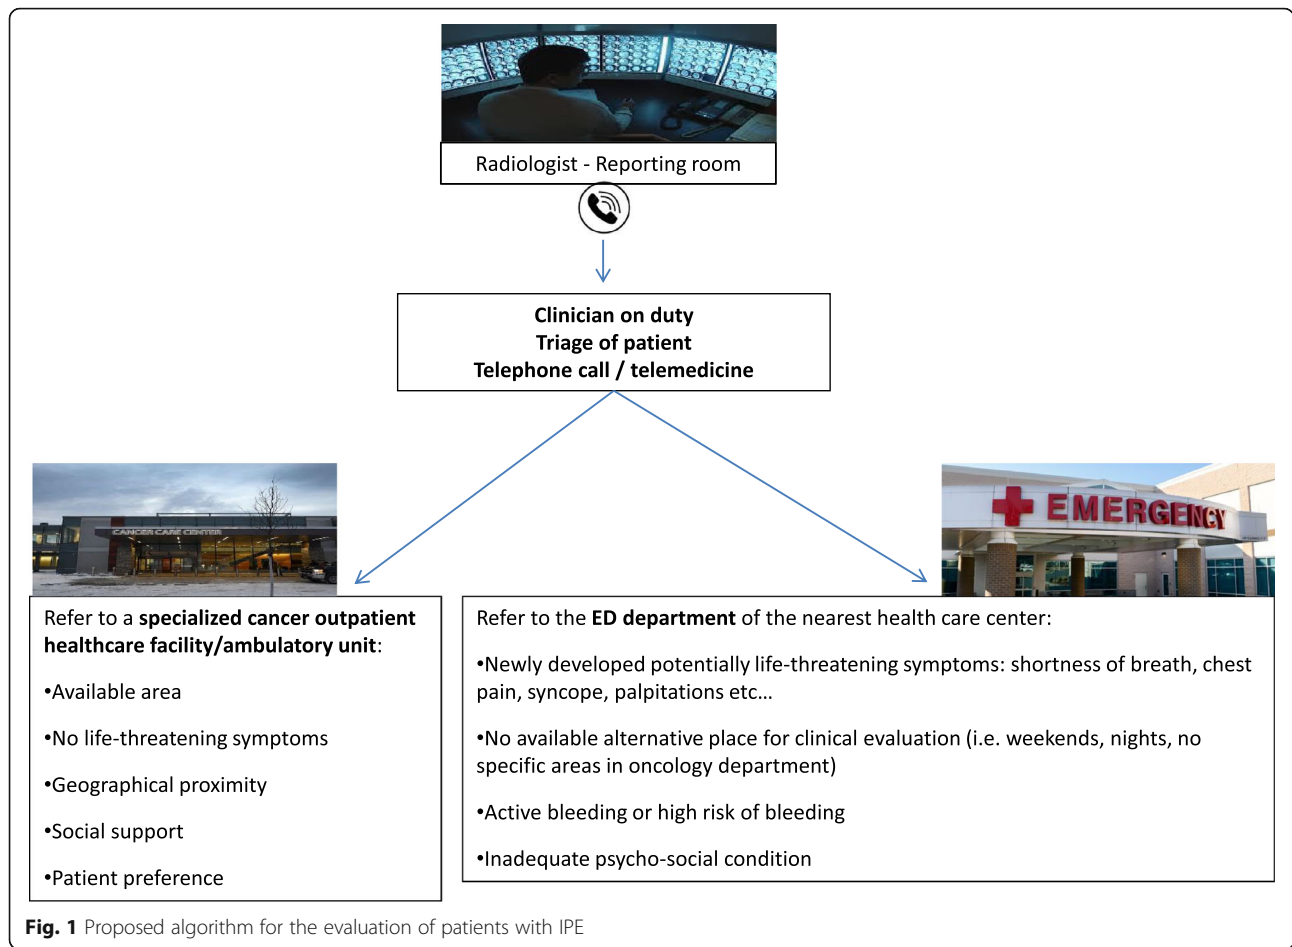 Radiologist - Reporting room
Clinician on duty
Triage of patient
Telephone call / telemedicine
CANCER CARE CENTER
EMERGENCY
Refer to a specialized cancer outpatient
healthcare facility/ambulatory unit:
•Available area
•No life-threatening symptoms
•Geographical proximity
•Social support
•Patient preference
Refer to the ED department of the nearest health care center:
•Newly developed potentially life-threatening symptoms: shortness of breath, chest
pain, syncope, palpitations etc...
•No available alternative place for clinical evaluation (i.e. weekends, nights, no
specific areas in oncology department)
•Active bleeding or high risk of bleeding
•Inadequate psycho-social condition
Fig. 1 Proposed algorithm for the evaluation of patients with IPE